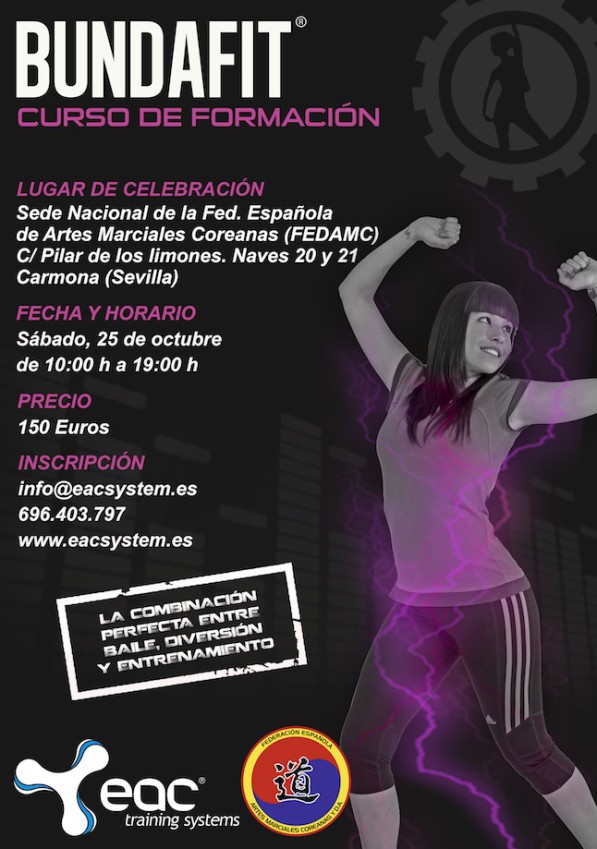 BUNDAFIT®
CURSO DE FORMACIÓN
LUGAR DE CELEBRACIÓN
Sede Nacional de la Fed. Española
de Artes Marciales Coreanas (FEDAMC)
C/ Pilar de los limones. Naves 20 y 21
Carmona (Sevilla)
FECHA Y HORARIO
Sábado, 25 de octubre
de 10:00 h a 19:00 h
PRECIO
150 Euros
INSCRIPCIÓN
info@eacsystem.es
696.403.797
www.eacsystem.es
LA COMBINACIÓN
PERFECTA ENTRE
BAILE, DIVERSIÓN
Y ENTRENAMIENTO
eac®
training systems
FEDERACIÓN ESPAÑOLA
道
ARTES MARCIALES COREANAS Y D.A.
adidas